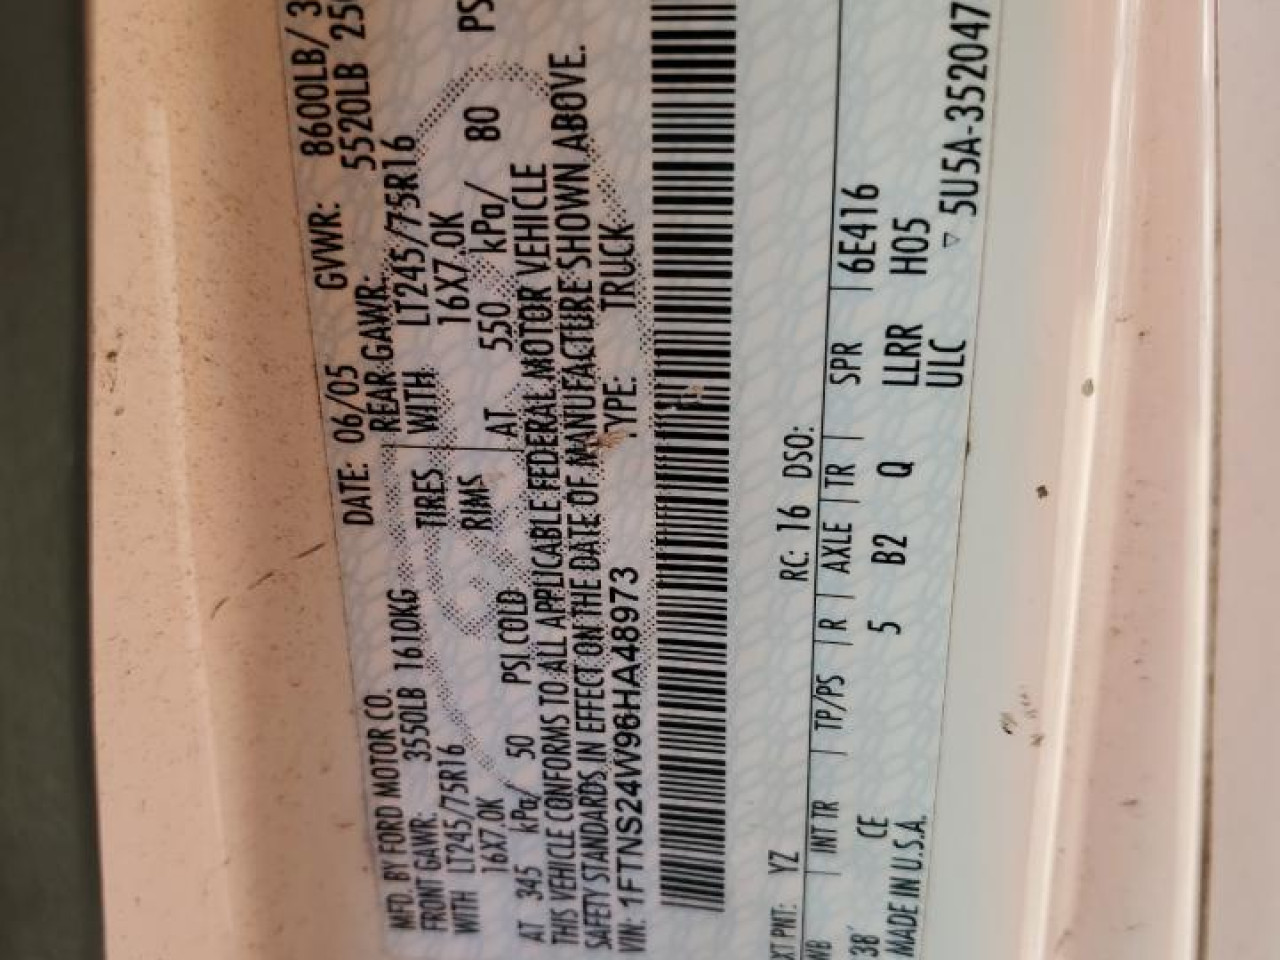 MFD. BY FORD MOTOR CO.
DATE: 06/05 GVWR: 8600LB/3
FRONT GAWR: 3550LB 1610KG REAR GAWR: 5520LB 25
WITH LT245/75R16 TIRES WITH LT245/75R16
16X7.0K RIMS 16X7.0K
AT 345 kPa/ 50 PSI COLD AT 550 kPa/ 80 PS
THIS VEHICLE CONFORMS TO ALL APPLICABLE FEDERAL MOTOR VEHICLE
SAFETY STANDARDS IN EFFECT ON THE DATE OF MANUFACTURE SHOWN ABOVE.
VIN: 1FTNS24W96HA48973 TYPE: TRUCK
XT PNT: YZ RC: 16 DSO:
WB | INT TR | TP/PS | R | AXLE | TR | SPR | 6E416
38' CE 5 B2 Q LLRR H05
MADE IN U.S.A. ULC ▽ 5U5A-3520472